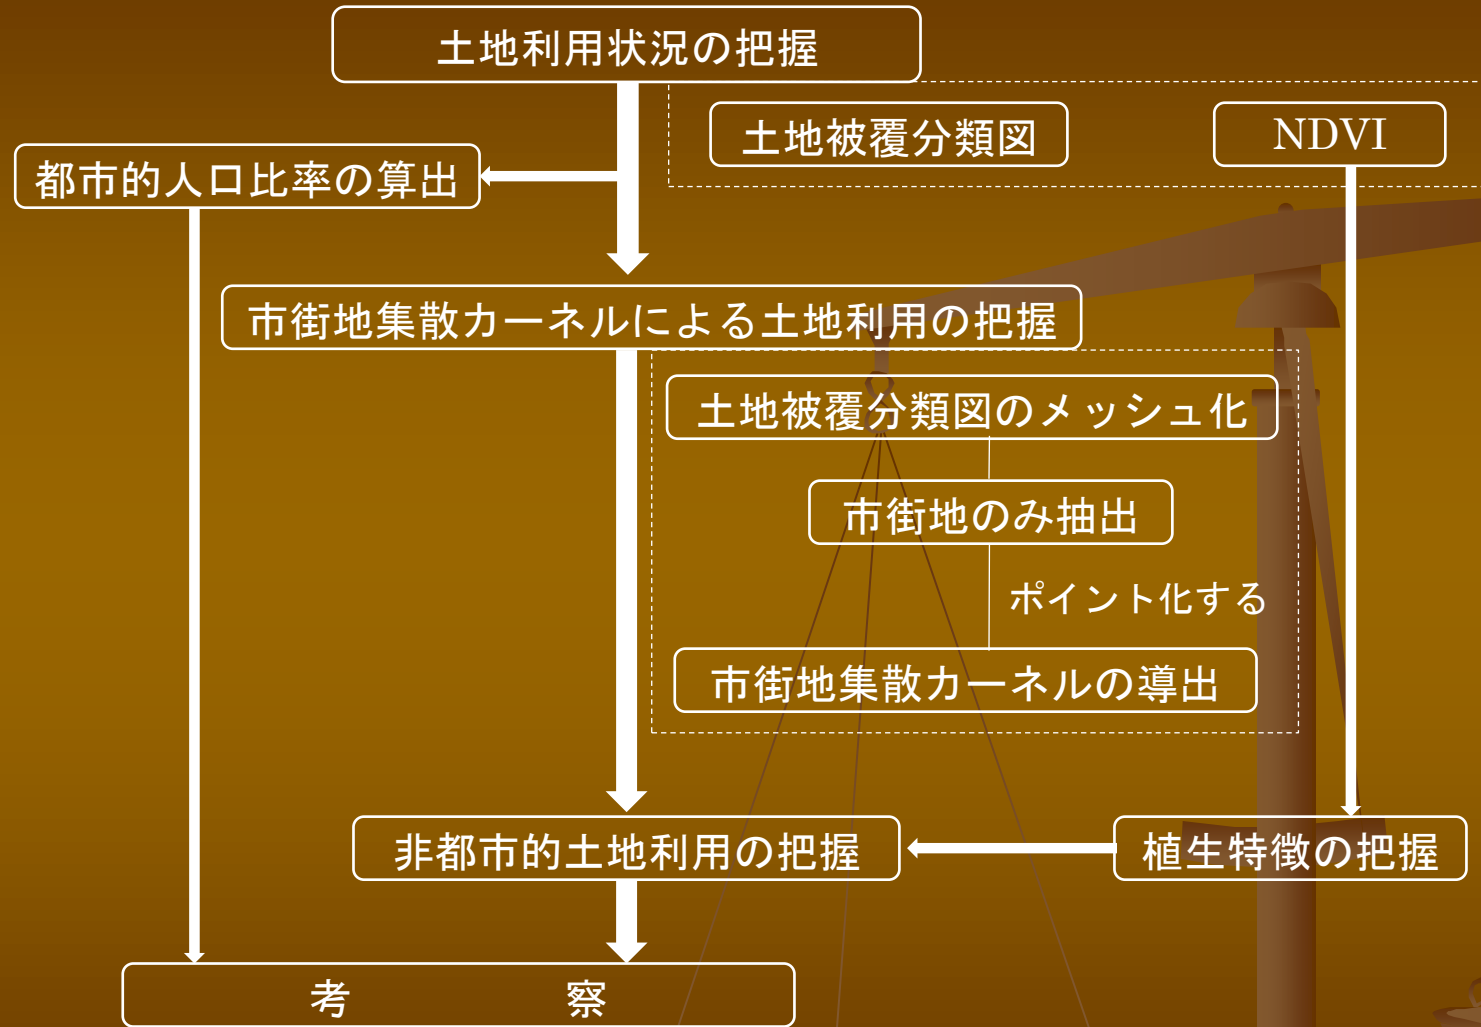 土地利用状況の把握
土地被覆分類図
NDVI
都市的人口比率の算出
市街地集散カーネルによる土地利用の把握
土地被覆分類図のメッシュ化
市街地のみ抽出
ポイント化する
市街地集散カーネルの導出
非都市的土地利用の把握
植生特徴の把握
考 察